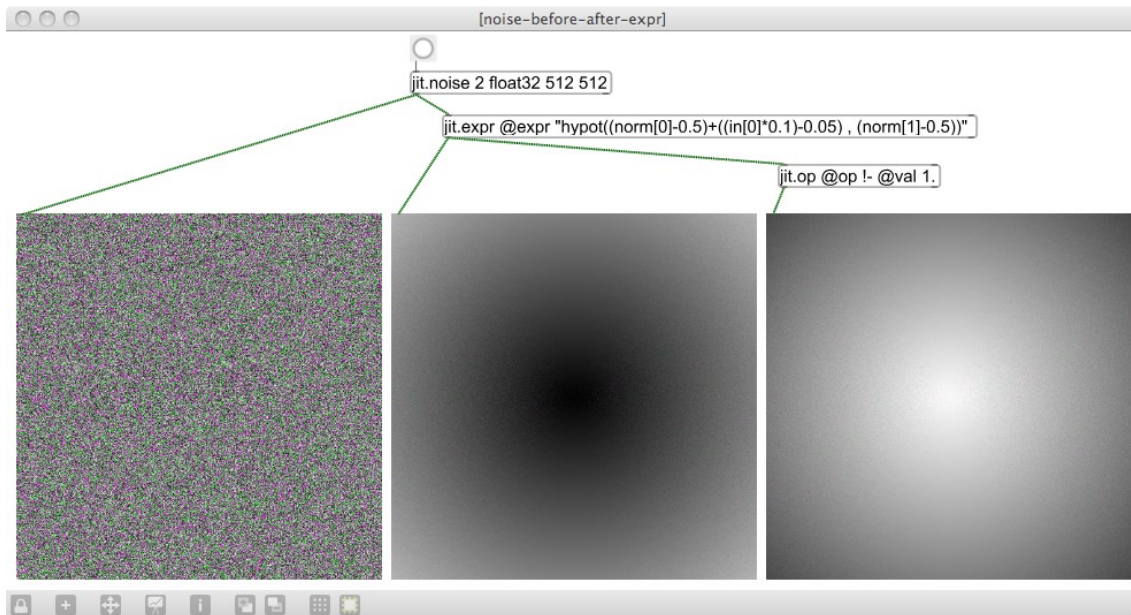 [noise-before-after-expr]
jit.noise 2 float32 512 512
jit.expr @expr "hypot((norm[0]-0.5)+((in[0]*0.1)-0.05) , (norm[1]-0.5))"
jit.op @op !- @val 1.